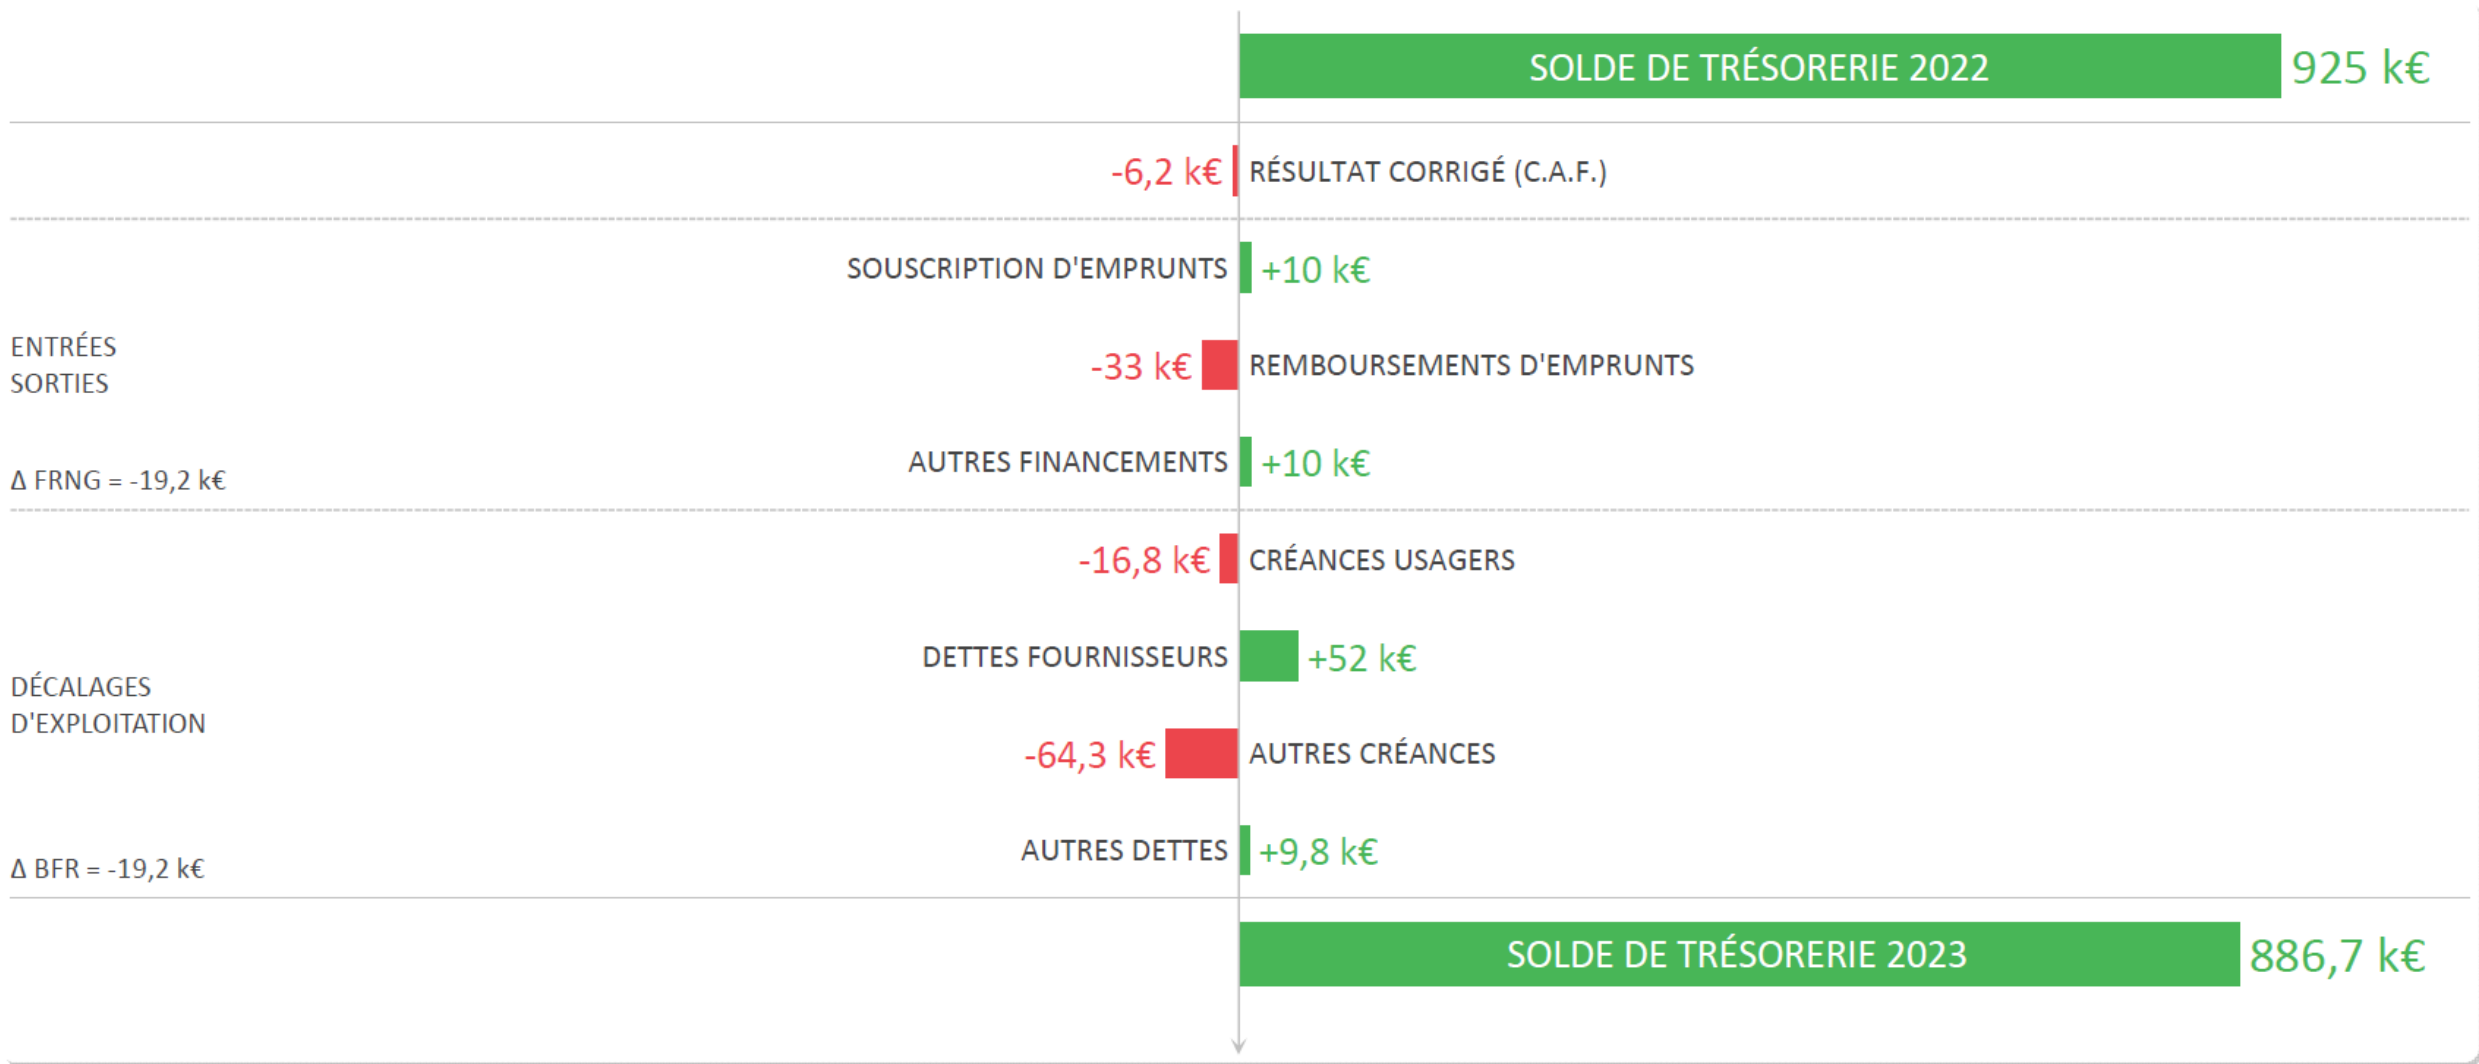 SOLDE DE TRÉSORERIE 2022 925 k€
-6,2 k€ RÉSULTAT CORRIGÉ (C.A.F.)
SOUSCRIPTION D'EMPRUNTS +10 k€
ENTRÉES
SORTIES
-33 k€ REMBOURSEMENTS D'EMPRUNTS
AUTRES FINANCEMENTS +10 k€
Δ FRNG = -19,2 k€
-16,8 k€ CRÉANCES USAGERS
DETTES FOURNISSEURS +52 k€
DÉCALAGES
D'EXPLOITATION
-64,3 k€ AUTRES CRÉANCES
AUTRES DETTES +9,8 k€
Δ BFR = -19,2 k€
SOLDE DE TRÉSORERIE 2023 886,7 k€